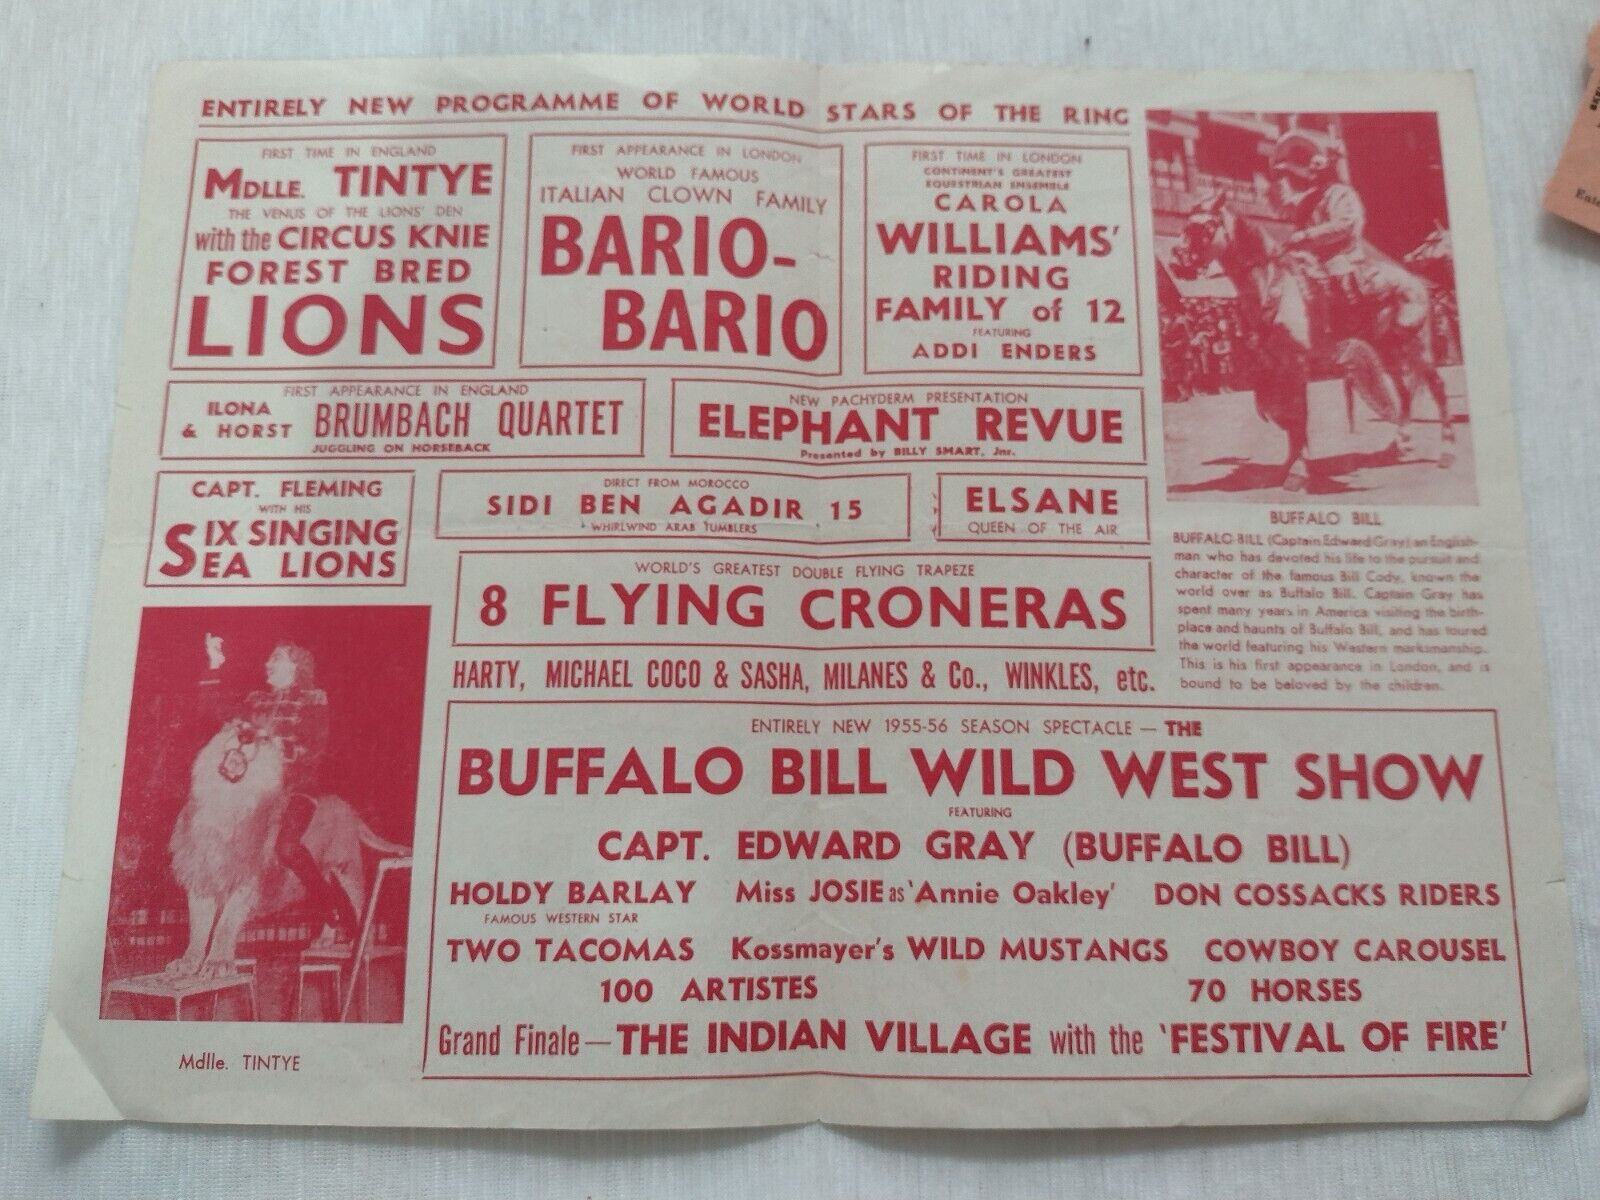 ENTIRELY NEW PROGRAMME OF WORLD STARS OF THE RING
FIRST TIME IN ENGLAND
MDLLE. TINTYE
THE VENUS OF THE LIONS' DEN
with the CIRCUS KNIE
FOREST BRED
LIONS
FIRST APPEARANCE IN LONDON
WORLD FAMOUS
ITALIAN CLOWN FAMILY
BARIO-
BARIO
FIRST TIME IN LONDON
CONTINENT'S GREATEST
EQUESTRIAN ENSEMBLE
CAROLA
WILLIAMS'
RIDING
FAMILY of 12
FEATURING
ADDI ENDERS
FIRST APPEARANCE IN ENGLAND
ILONA & HORST BRUMBACH QUARTET
JUGGLING ON HORSEBACK
NEW PACHYDERM PRESENTATION
ELEPHANT REVUE
Presented by BILLY SMART, Jnr.
CAPT. FLEMING
WITH HIS
SIX SINGING
SEA LIONS
DIRECT FROM MOROCCO
SIDI BEN AGADIR 15
WHIRLWIND ARAB TUMBLERS
ELSANE
QUEEN OF THE AIR
WORLD'S GREATEST DOUBLE FLYING TRAPEZE
8 FLYING CRONERAS
HARTY, MICHAEL COCO & SASHA, MILANES & Co., WINKLES, etc.
BUFFALO BILL
BUFFALO BILL (Captain Edward Gray) an English-
man who has devoted his life to the pursuit and
character of the famous Bill Cody, known the
world over as Buffalo Bill. Captain Gray has
spent many years in America visiting the birth-
place and haunts of Buffalo Bill, and has toured
the world featuring his Western marksmanship.
This is his first appearance in London, and is
bound to be beloved by the children.
Mdlle. TINTYE
ENTIRELY NEW 1955-56 SEASON SPECTACLE — THE
BUFFALO BILL WILD WEST SHOW
FEATURING
CAPT. EDWARD GRAY (BUFFALO BILL)
HOLDY BARLAY Miss JOSIE as 'Annie Oakley' DON COSSACKS RIDERS
FAMOUS WESTERN STAR
TWO TACOMAS Kossmayer's WILD MUSTANGS COWBOY CAROUSEL
100 ARTISTES 70 HORSES
Grand Finale — THE INDIAN VILLAGE with the 'FESTIVAL OF FIRE'